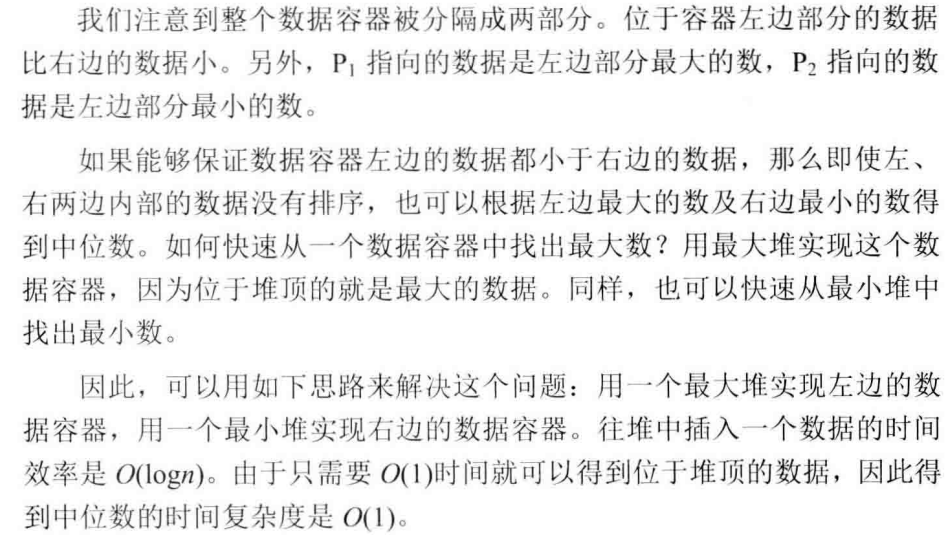 我们注意到整个数据容器被分隔成两部分。位于容器左边部分的数据
比右边的数据小。另外，P₁ 指向的数据是左边部分最大的数，P₂ 指向的数
据是左边部分最小的数。
如果能够保证数据容器左边的数据都小于右边的数据，那么即使左、
右两边内部的数据没有排序，也可以根据左边最大的数及右边最小的数得
到中位数。如何快速从一个数据容器中找出最大数？用最大堆实现这个数
据容器，因为位于堆顶的就是最大的数据。同样，也可以快速从最小堆中
找出最小数。
因此，可以用如下思路来解决这个问题：用一个最大堆实现左边的数
据容器，用一个最小堆实现右边的数据容器。往堆中插入一个数据的时间
效率是 O(logn)。由于只需要 O(1)时间就可以得到位于堆顶的数据，因此得
到中位数的时间复杂度是 O(1)。